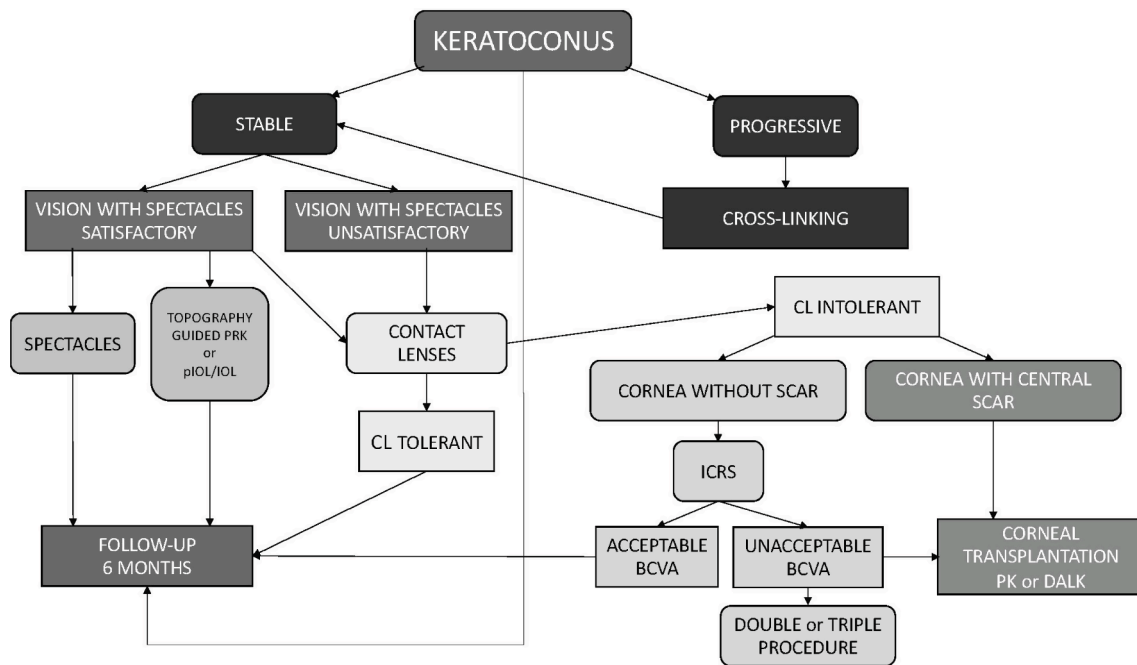 KERATOCONUS
STABLE
PROGRESSIVE
VISION WITH SPECTACLES
SATISFACTORY
VISION WITH SPECTACLES
UNSATISFACTORY
CROSS-LINKING
SPECTACLES
TOPOGRAPHY
GUIDED PRK
or
pIOL/IOL
CONTACT
LENSES
CL INTOLERANT
CORNEA WITHOUT SCAR
CORNEA WITH CENTRAL
SCAR
CL TOLERANT
ICRS
FOLLOW-UP
6 MONTHS
ACCEPTABLE
BCVA
UNACCEPTABLE
BCVA
CORNEAL
TRANSPLANTATION
PK or DALK
DOUBLE or TRIPLE
PROCEDURE